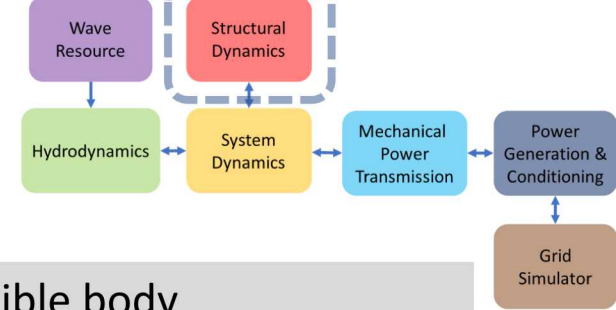 Wave
Resource
Structural
Dynamics
Hydrodynamics
System
Dynamics
Mechanical
Power
Transmission
Power
Generation &
Conditioning
Grid
Simulator
ible body